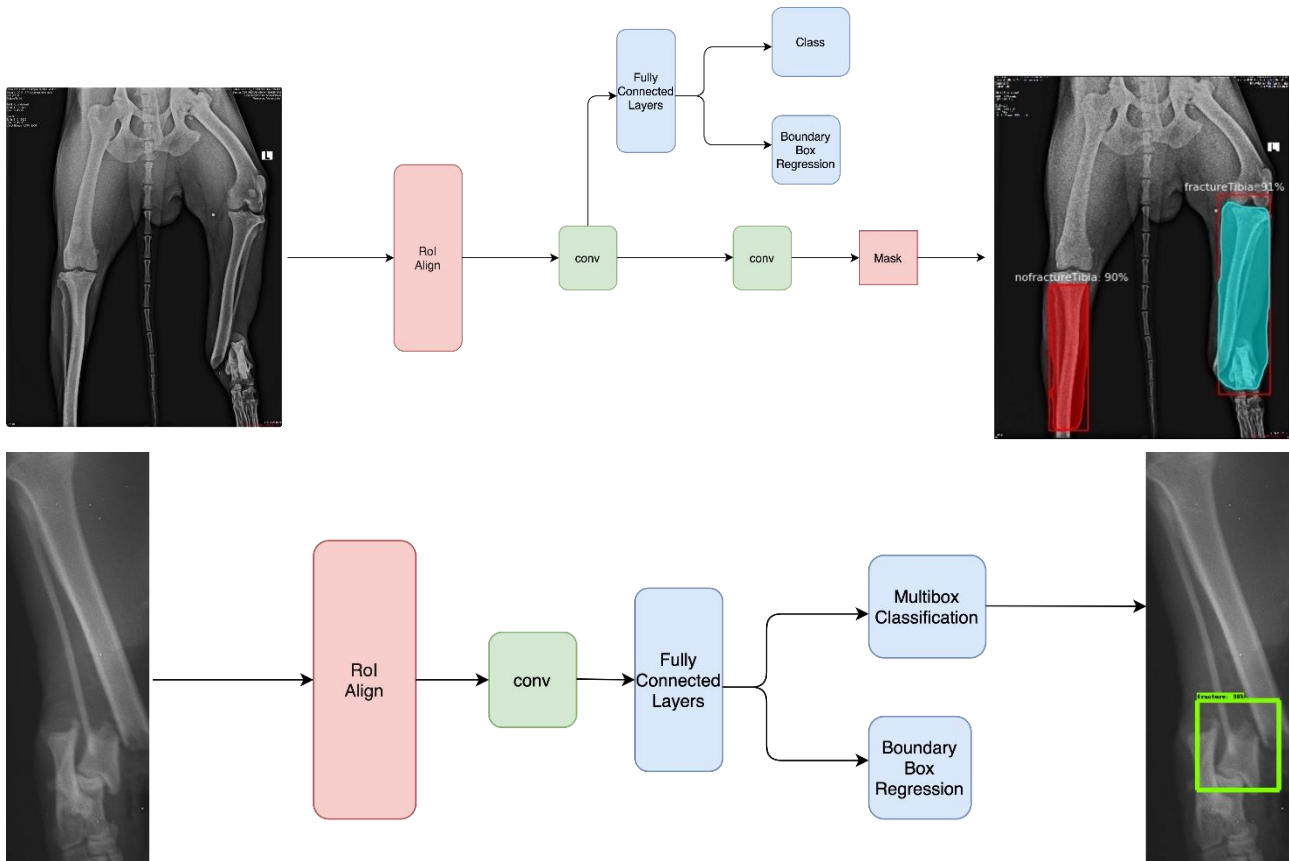 Class
Fully
Connected
Layers
Boundary
Box
Regression
L
L
fractureTibia: 91%
RoI
Align
conv
conv
Mask
nofractureTibia: 90%
Multibox
Classification
RoI
Align
conv
Fully
Connected
Layers
Boundary
Box
Regression